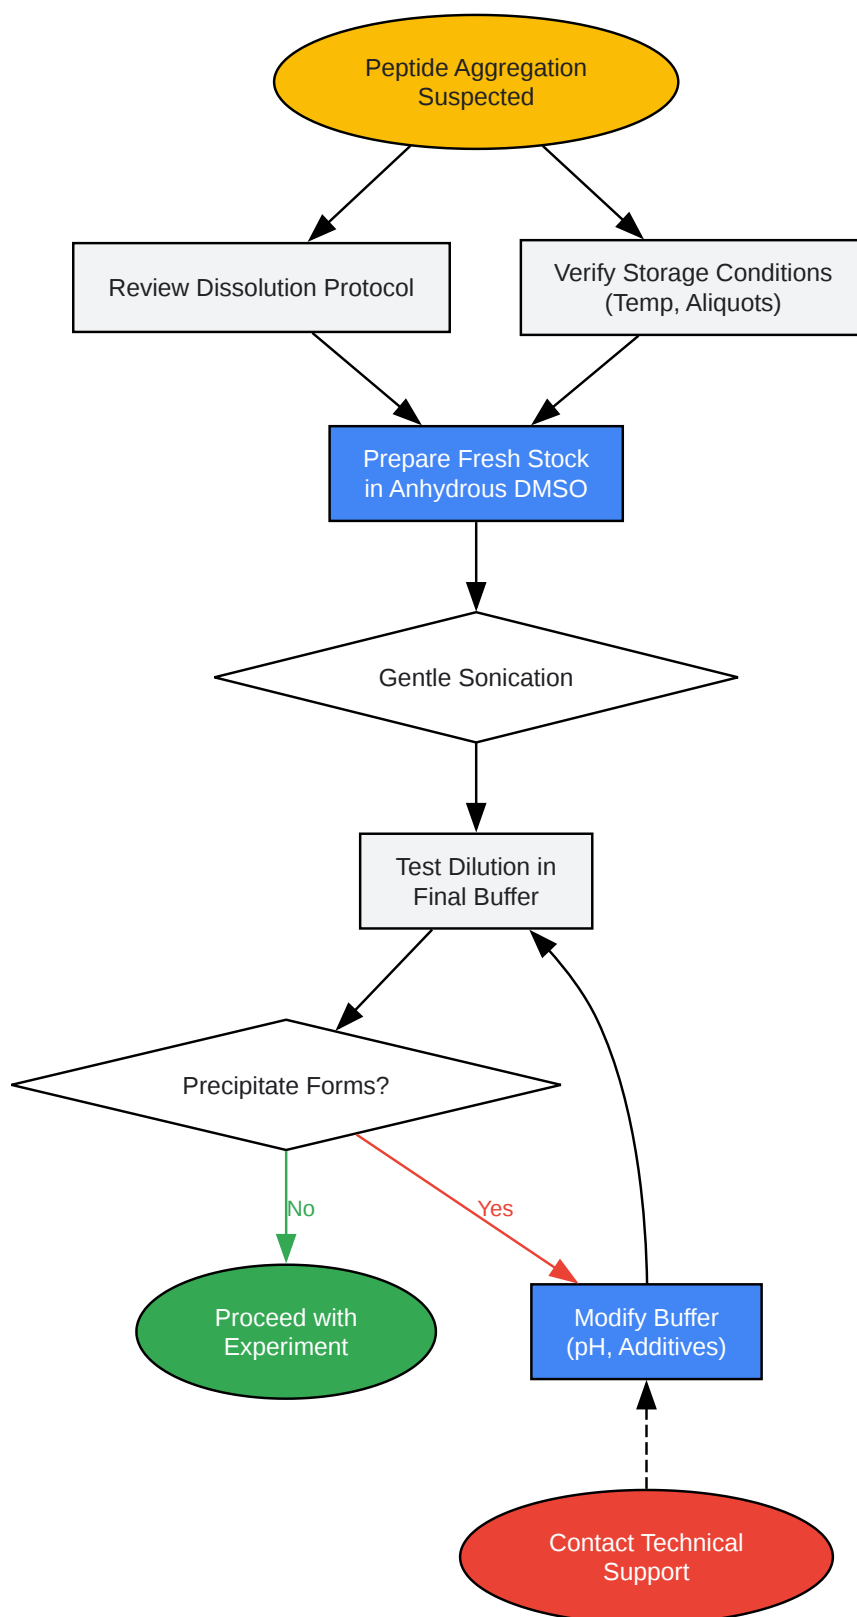 Peptide Aggregation
Suspected
Review Dissolution Protocol
Verify Storage Conditions
(Temp, Aliquots)
Prepare Fresh Stock
in Anhydrous DMSO
Gentle Sonication
Test Dilution in
Final Buffer
Precipitate Forms?
No
Yes
Proceed with
Experiment
Modify Buffer
(pH, Additives)
Contact Technical
Support